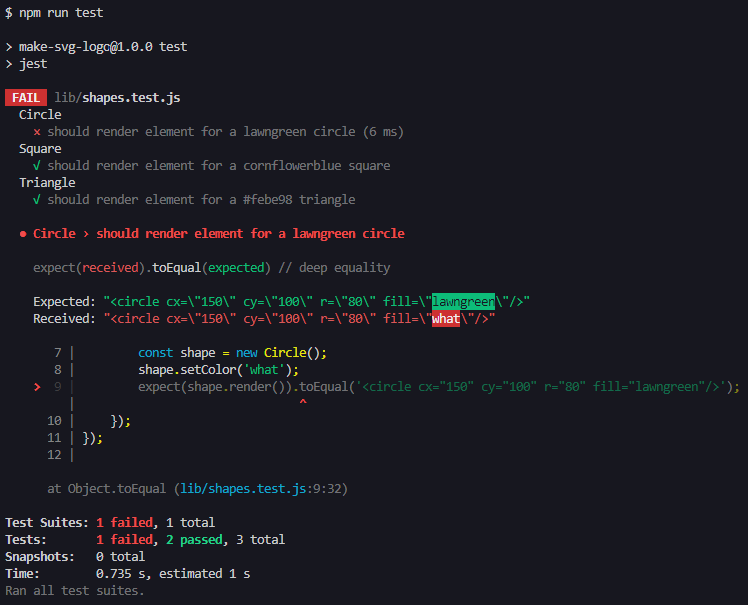 $ npm run test
> make-svg-logo@1.0.0 test
> jest
FAIL lib/shapes.test.js
Circle
× should render element for a lawngreen circle (6 ms)
Square
√ should render element for a cornflowerblue square
Triangle
√ should render element for a #febe98 triangle
● Circle › should render element for a lawngreen circle
expect(received).toEqual(expected) // deep equality
Expected: "<circle cx=\"150\" cy=\"100\" r=\"80\" fill=\"lawngreen\"/>"
Received: "<circle cx=\"150\" cy=\"100\" r=\"80\" fill=\"what\"/>"
7 | const shape = new Circle();
8 | shape.setColor('what');
> 9 | expect(shape.render()).toEqual('<circle cx="150" cy="100" r="80" fill="lawngreen"/>');
| ^
10 | });
11 | });
12 |
at Object.toEqual (lib/shapes.test.js:9:32)
Test Suites: 1 failed, 1 total
Tests: 1 failed, 2 passed, 3 total
Snapshots: 0 total
Time: 0.735 s, estimated 1 s
Ran all test suites.